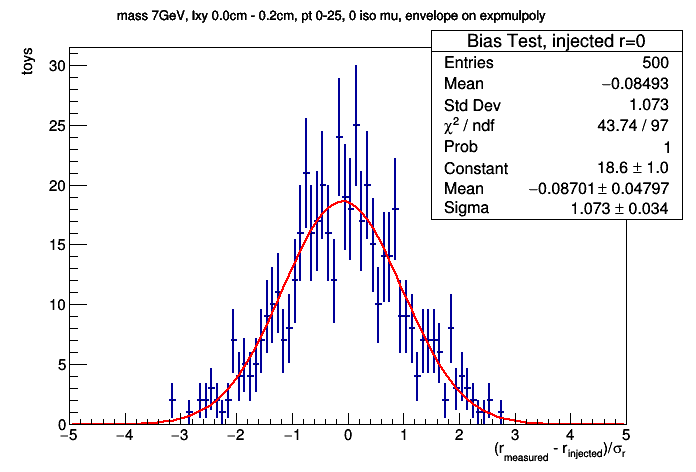 mass 7GeV, lxy 0.0cm - 0.2cm, pt 0-25, 0 iso mu, envelope on expmulpoly
Bias Test, injected r=0
Entries 500
Mean −0.08493
Std Dev 1.073
χ² / ndf 43.74 / 97
Prob 1
Constant 18.6 ± 1.0
Mean −0.08701 ± 0.04797
Sigma 1.073 ± 0.034
toys
30
25
20
15
10
5
0
−5 −4 −3 −2 −1 0 1 2 3 4 5
(r_measured - r_injected)/σ_r